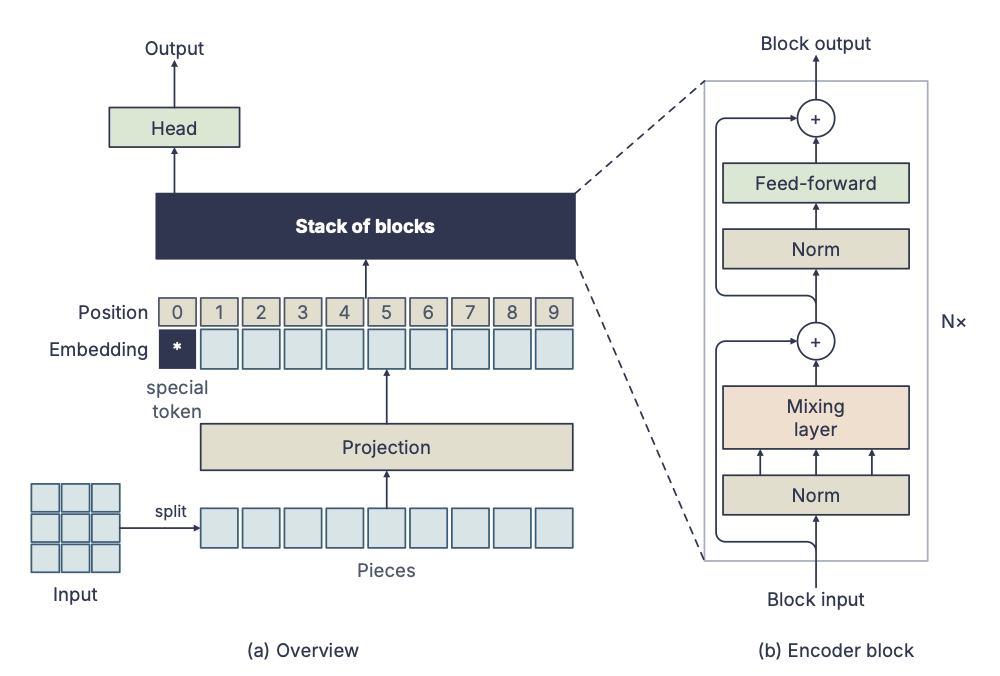 Output
Head
Stack of blocks
Position 0 1 2 3 4 5 6 7 8 9
Embedding *
special
token
Projection
split
Input
Pieces
(a) Overview
Block output
+
Feed-forward
Norm
+
Mixing
layer
Norm
Block input
N×
(b) Encoder block